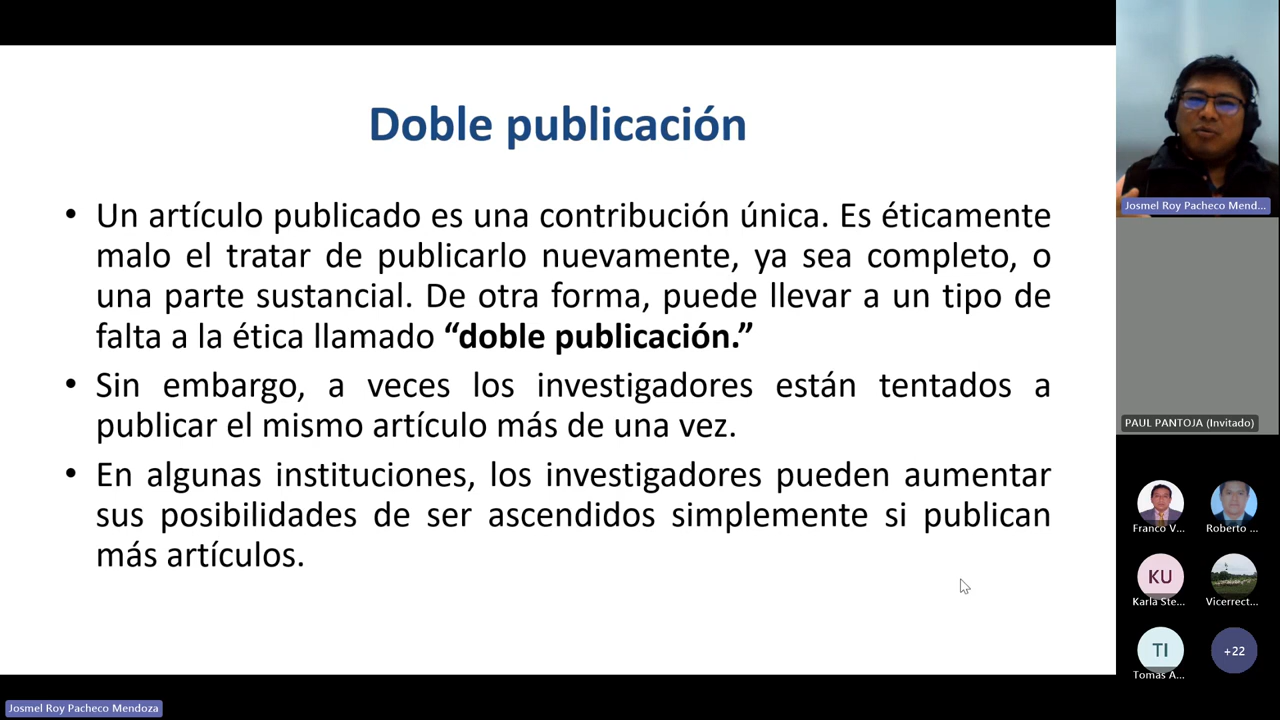 Doble publicación
• Un artículo publicado es una contribución única. Es éticamente
malo el tratar de publicarlo nuevamente, ya sea completo, o
una parte sustancial. De otra forma, puede llevar a un tipo de
falta a la ética llamado “doble publicación.”
• Sin embargo, a veces los investigadores están tentados a
publicar el mismo artículo más de una vez.
• En algunas instituciones, los investigadores pueden aumentar
sus posibilidades de ser ascendidos simplemente si publican
más artículos.
Josmel Roy Pacheco Mend...
PAUL PANTOJA (Invitado)
Franco V...
Roberto ...
KU
Karla Ste...
Vicerrect...
TI
Tomas A...
+22
Josmel Roy Pacheco Mendoza